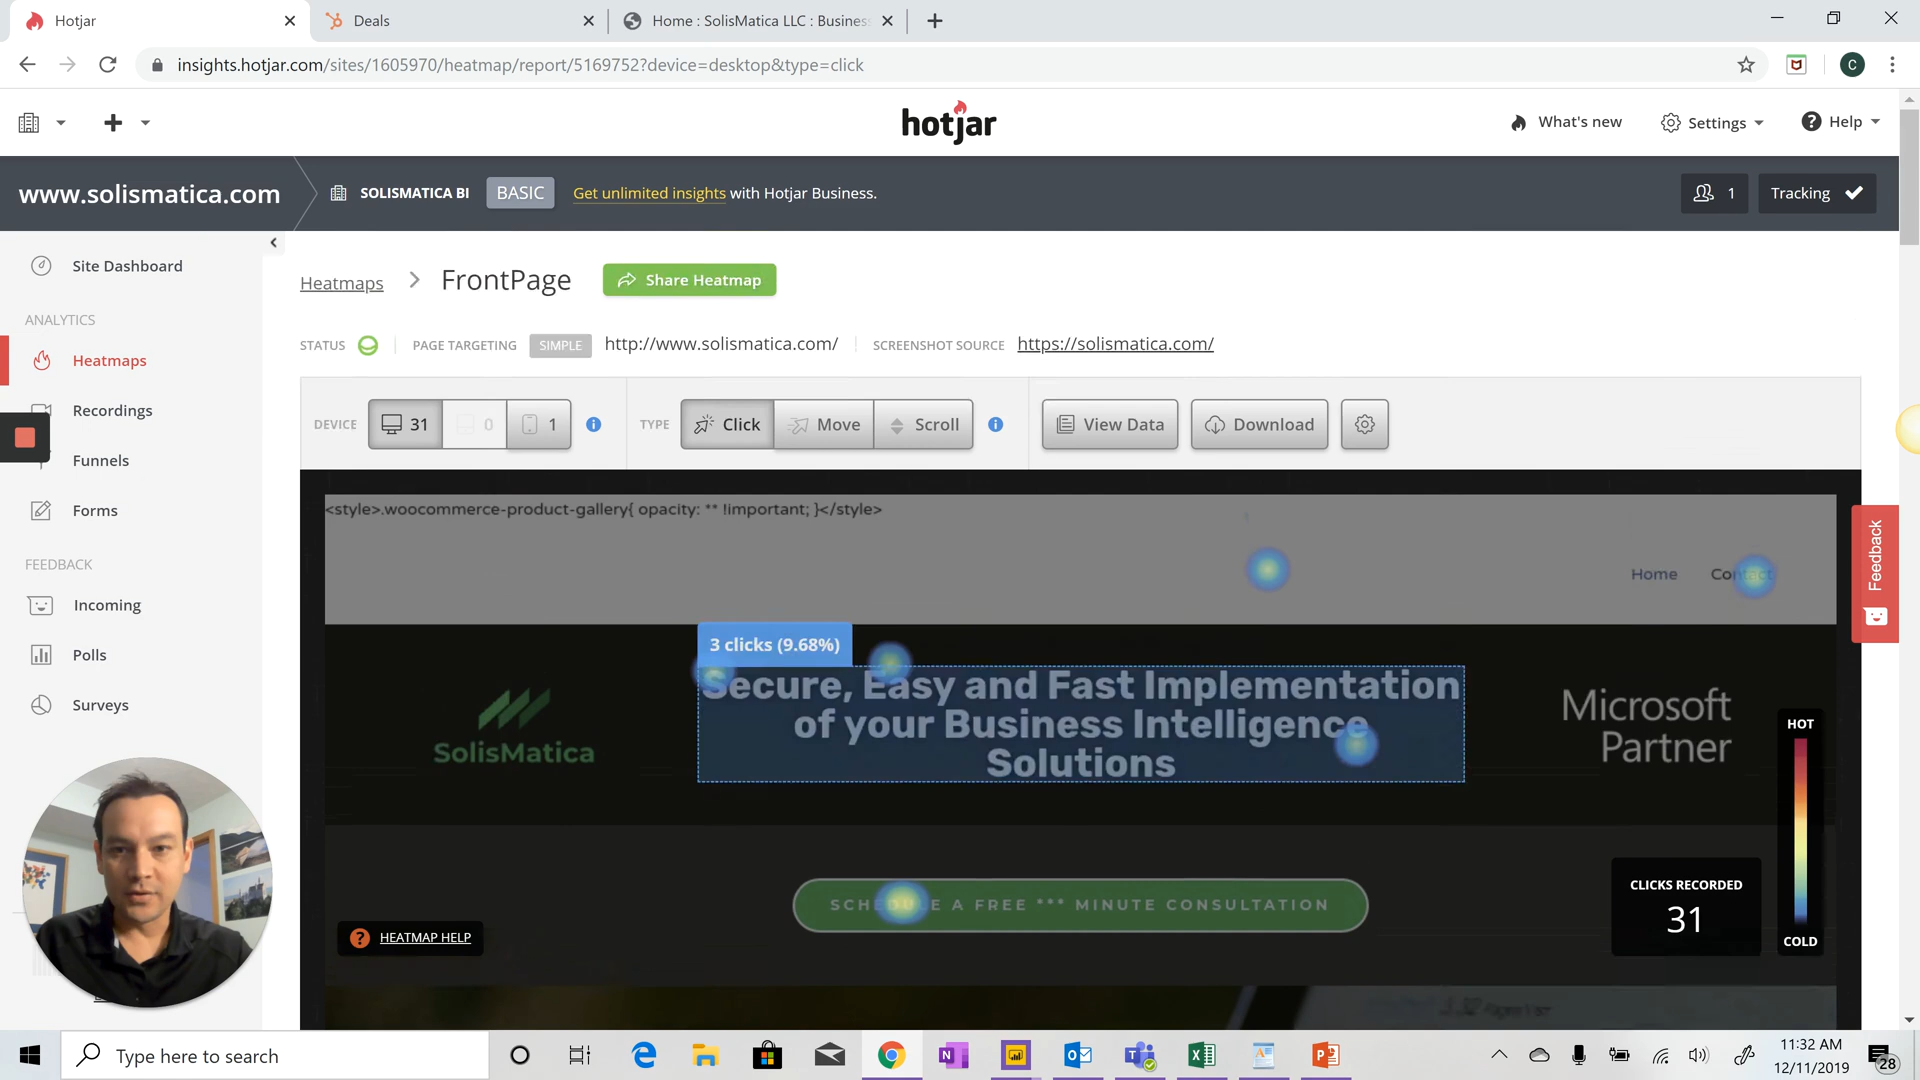 Hotjar
Deals
Home : SolisMatica LLC : Business
insights.hotjar.com/sites/1605970/heatmap/report/5169752?device=desktop&type=click
C
hotjar
What's new
Settings
Help
www.solismatica.com
SOLISMATICA BI
BASIC
Get unlimited insights with Hotjar Business.
1
Tracking
Site Dashboard
Heatmaps
FrontPage
Share Heatmap
ANALYTICS
STATUS
PAGE TARGETING
SIMPLE
http://www.solismatica.com/
SCREENSHOT SOURCE
https://solismatica.com/
Heatmaps
Recordings
DEVICE
31
0
1
TYPE
Click
Move
Scroll
View Data
Download
Funnels
Forms
<style>.woocommerce-product-gallery{ opacity: ** !important; }</style>
Feedback
FEEDBACK
Home
Contact
Incoming
3 clicks (9.68%)
Polls
Secure, Easy and Fast Implementation
of your Business Intelligence
Solutions
SolisMatica
Microsoft
Partner
Surveys
HOT
SCHEDULE A FREE *** MINUTE CONSULTATION
CLICKS RECORDED
31
COLD
HEATMAP HELP
Type here to search
11:32 AM
12/11/2019
28